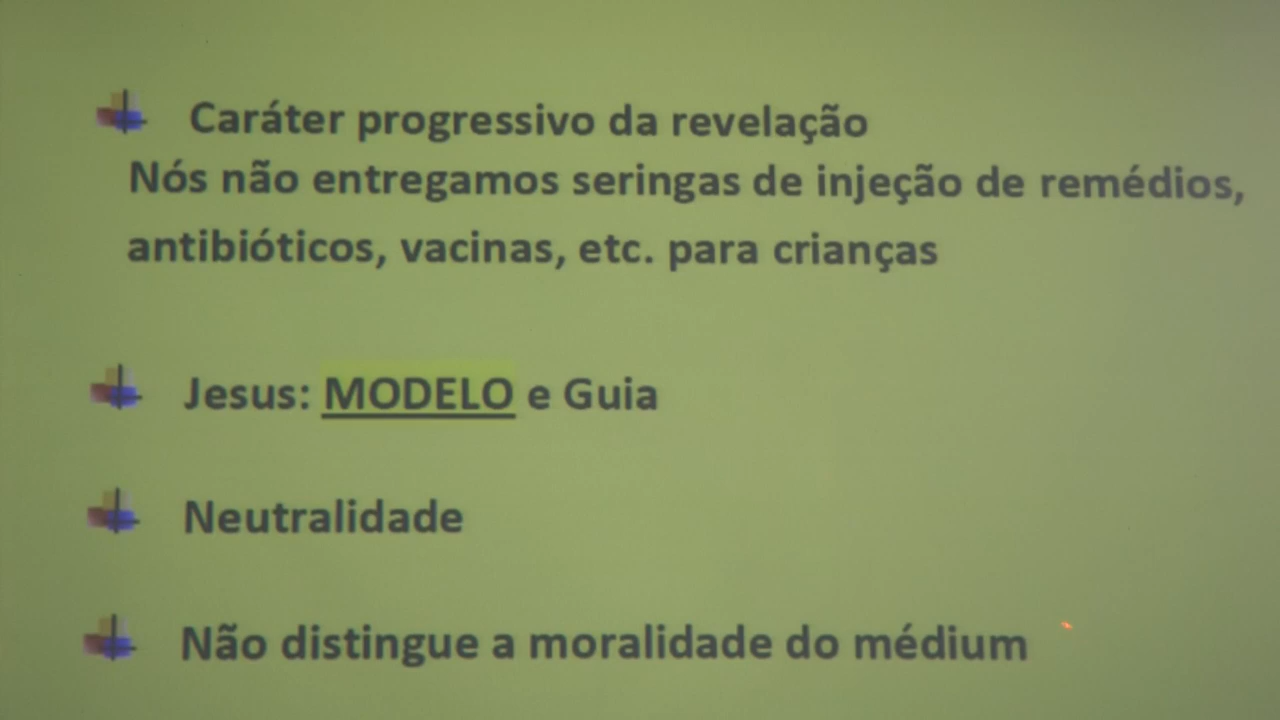 Caráter progressivo da revelação
Nós não entregamos seringas de injeção de remédios,
antibióticos, vacinas, etc. para crianças
Jesus: MODELO e Guia
Neutralidade
Não distingue a moralidade do médium